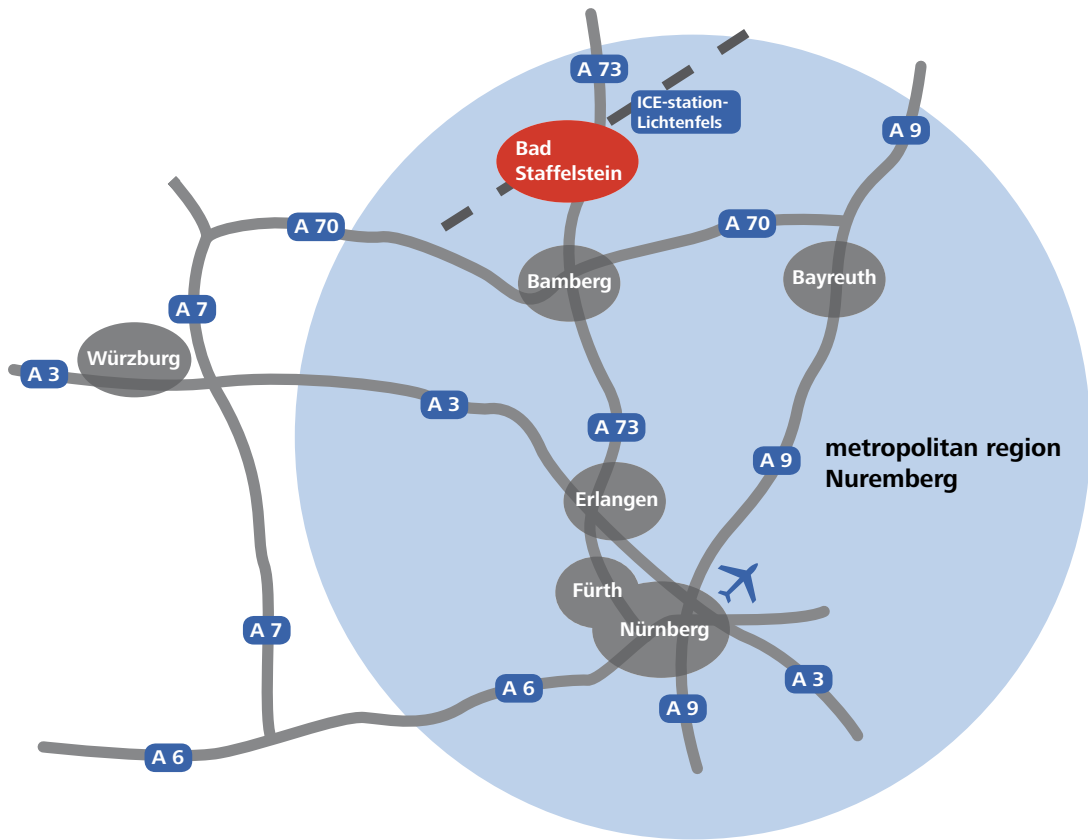 A 73
ICE-station-
Lichtenfels
A 9
Bad
Staffelstein
A 70
A 70
Bamberg
Bayreuth
A 7
Würzburg
A 3
A 3
A 73
metropolitan region
Nuremberg
A 9
Erlangen
Fürth
Nürnberg
A 7
A 6
A 3
A 9
A 6